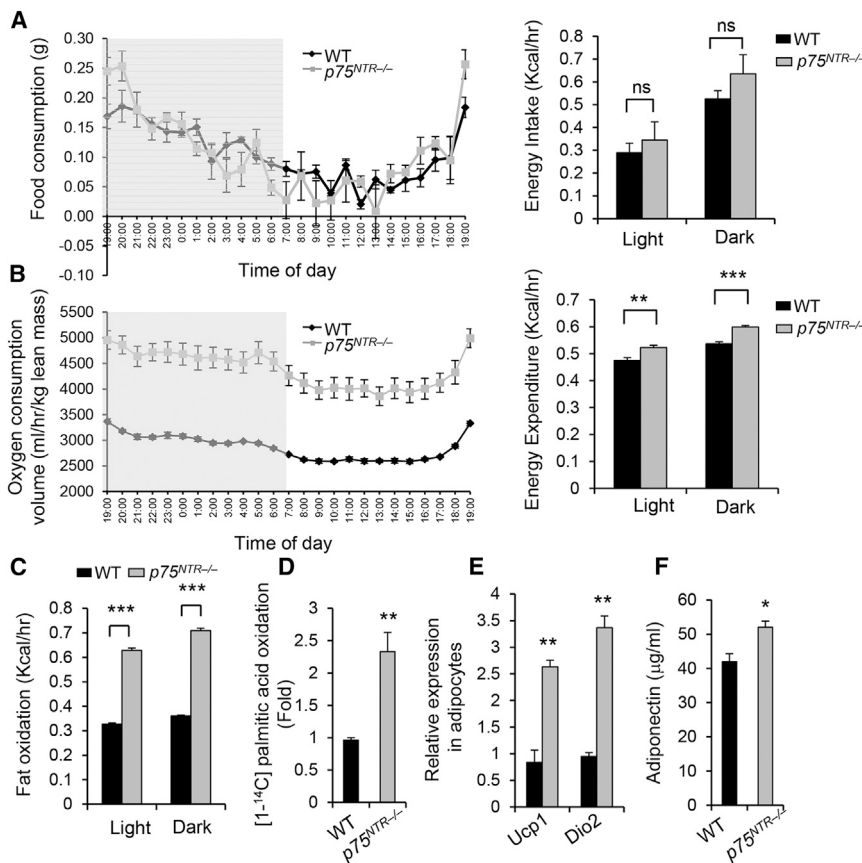 A
Food consumption (g)
0.30
0.25
0.20
0.15
0.10
0.05
0.00
-0.05
-0.10
WT
p75NTR–/–
19:00 20:00 21:00 22:00 23:00 0:00 1:00 2:00 3:00 4:00 5:00 6:00 7:00 8:00 9:00 10:00 11:00 12:00 13:00 14:00 15:00 16:00 17:00 18:00 19:00
Time of day
Energy Intake (Kcal/hr)
0.8
0.7
0.6
0.5
0.4
0.3
0.2
0.1
0
ns
ns
WT
p75NTR–/–
Light Dark
B
Oxygen consumption
volume (ml/hr/kg lean mass)
5500
5000
4500
4000
3500
3000
2500
2000
WT
p75NTR–/–
19:00 20:00 21:00 22:00 23:00 0:00 1:00 2:00 3:00 4:00 5:00 6:00 7:00 8:00 9:00 10:00 11:00 12:00 13:00 14:00 15:00 16:00 17:00 18:00 19:00
Time of day
Energy Expenditure (Kcal/hr)
0.7
0.6
0.5
0.4
0.3
0.2
0.1
0
**
***
WT
p75NTR–/–
Light Dark
C
WT p75NTR–/–
Fat oxidation (Kcal/hr)
0.8
0.7
0.6
0.5
0.4
0.3
0.2
0.1
0
***
***
Light Dark
D
[1-14C] palmitic acid oxidation
(Fold)
3
2.5
2
1.5
1
0.5
0
**
WT
p75NTR–/–
E
Relative expression
in adipocytes
4
3.5
3
2.5
2
1.5
1
0.5
0
**
**
Ucp1
Dio2
F
Adiponectin (µg/ml)
60
50
40
30
20
10
0
*
WT
p75NTR–/–